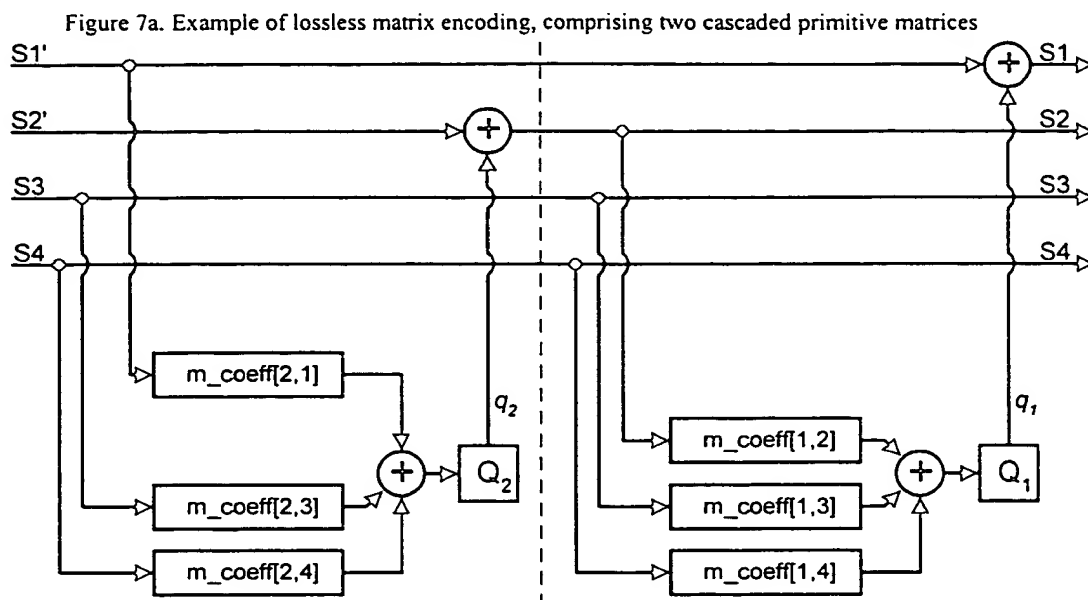 Figure 7a. Example of lossless matrix encoding, comprising two cascaded primitive matrices
S1' S1
S2' S2
S3 S3
S4 S4
m_coeff[2,1]
q2 q1
m_coeff[1,2]
Q2 Q1
m_coeff[2,3] m_coeff[1,3]
m_coeff[2,4] m_coeff[1,4]